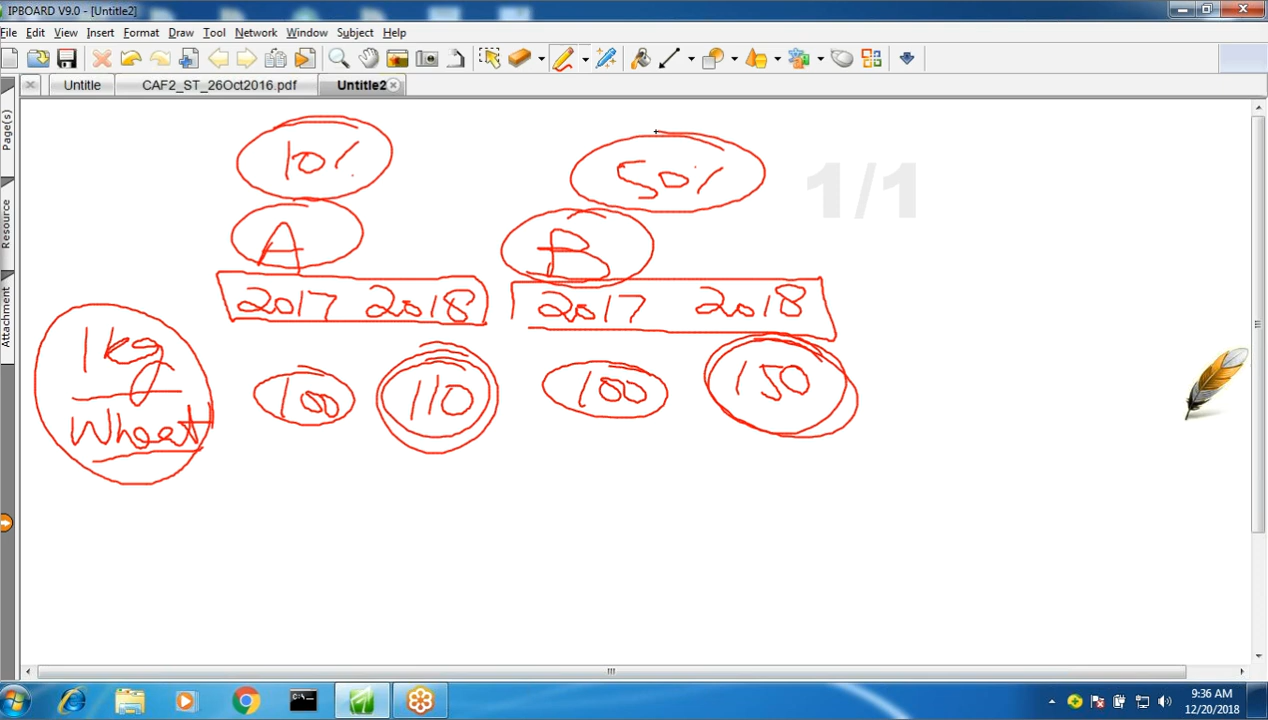 IPBOARD V9.0 - [Untitle2]
File Edit View Insert Format Draw Tool Network Window Subject Help
Untitle CAF2_ST_26Oct2016.pdf Untitle2
Page(s)
Resource
Attachment
1/1
10% 50%
A B
2017 2018 2017 2018
1kg
Wheat
100 110 100 150
9:36 AM
12/20/2018